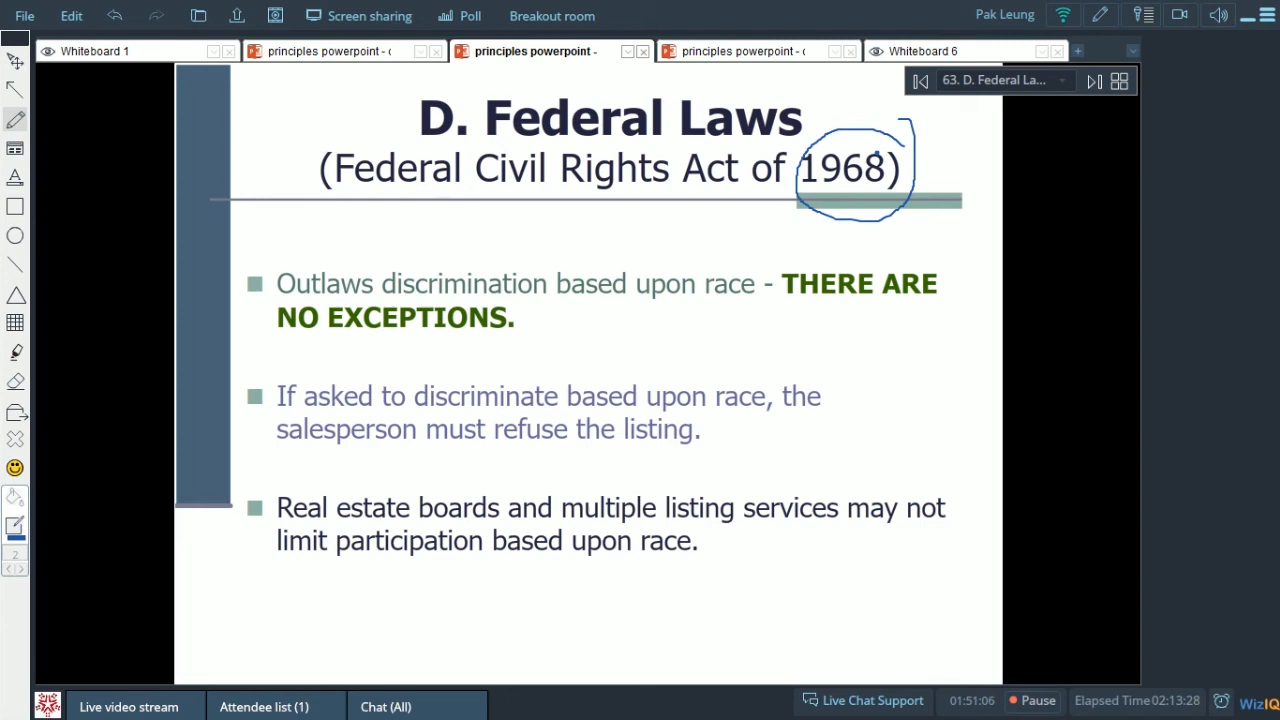 File Edit Screen sharing Poll Breakout room Pak Leung
Whiteboard 1 principles powerpoint - c principles powerpoint - principles powerpoint - c Whiteboard 6
63. D. Federal La...
D. Federal Laws
(Federal Civil Rights Act of 1968)
Outlaws discrimination based upon race - THERE ARE
NO EXCEPTIONS.
If asked to discriminate based upon race, the
salesperson must refuse the listing.
Real estate boards and multiple listing services may not
limit participation based upon race.
2
Live video stream Attendee list (1) Chat (All) Live Chat Support 01:51:06 Pause Elapsed Time 02:13:28 WizIQ